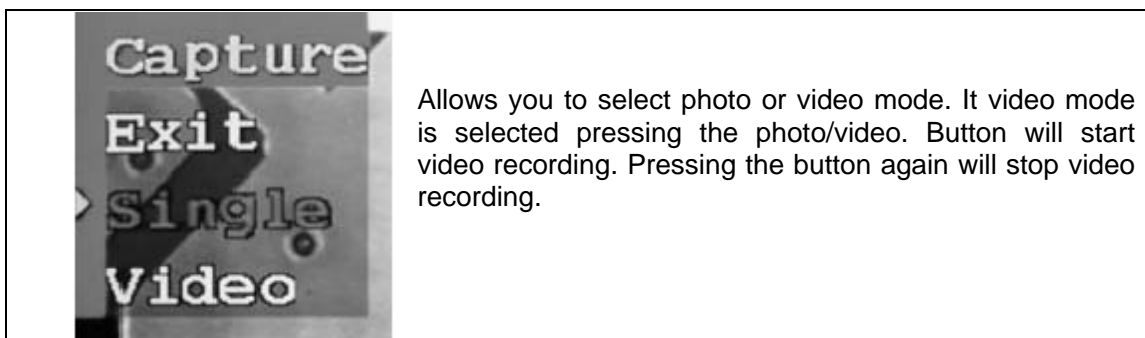 Capture
Exit
Single
Video
Allows you to select photo or video mode. It video mode
is selected pressing the photo/video. Button will start
video recording. Pressing the button again will stop video
recording.